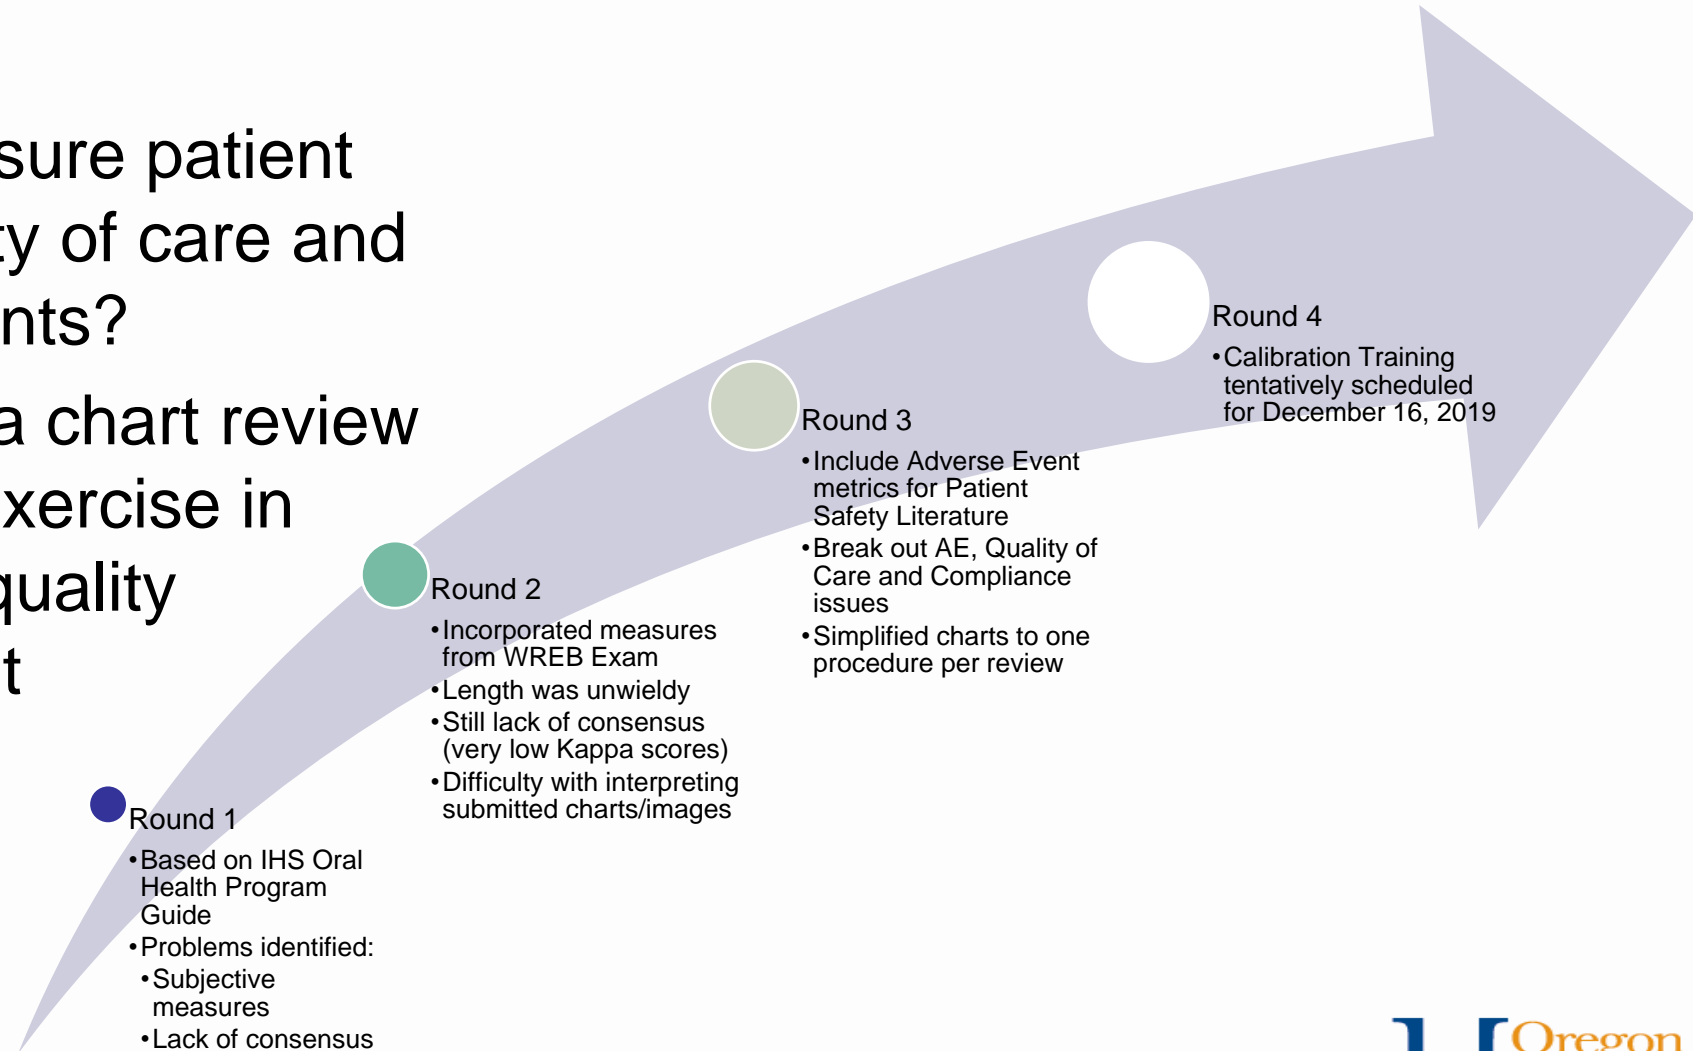 sure patient
ty of care and
nts?
a chart review
xercise in
quality
t
Round 1
•Based on IHS Oral
Health Program
Guide
•Problems identified:
•Subjective
measures
•Lack of consensus
Round 2
•Incorporated measures
from WREB Exam
•Length was unwieldy
•Still lack of consensus
(very low Kappa scores)
•Difficulty with interpreting
submitted charts/images
Round 3
•Include Adverse Event
metrics for Patient
Safety Literature
•Break out AE, Quality of
Care and Compliance
issues
•Simplified charts to one
procedure per review
Round 4
•Calibration Training
tentatively scheduled
for December 16, 2019
Oregon